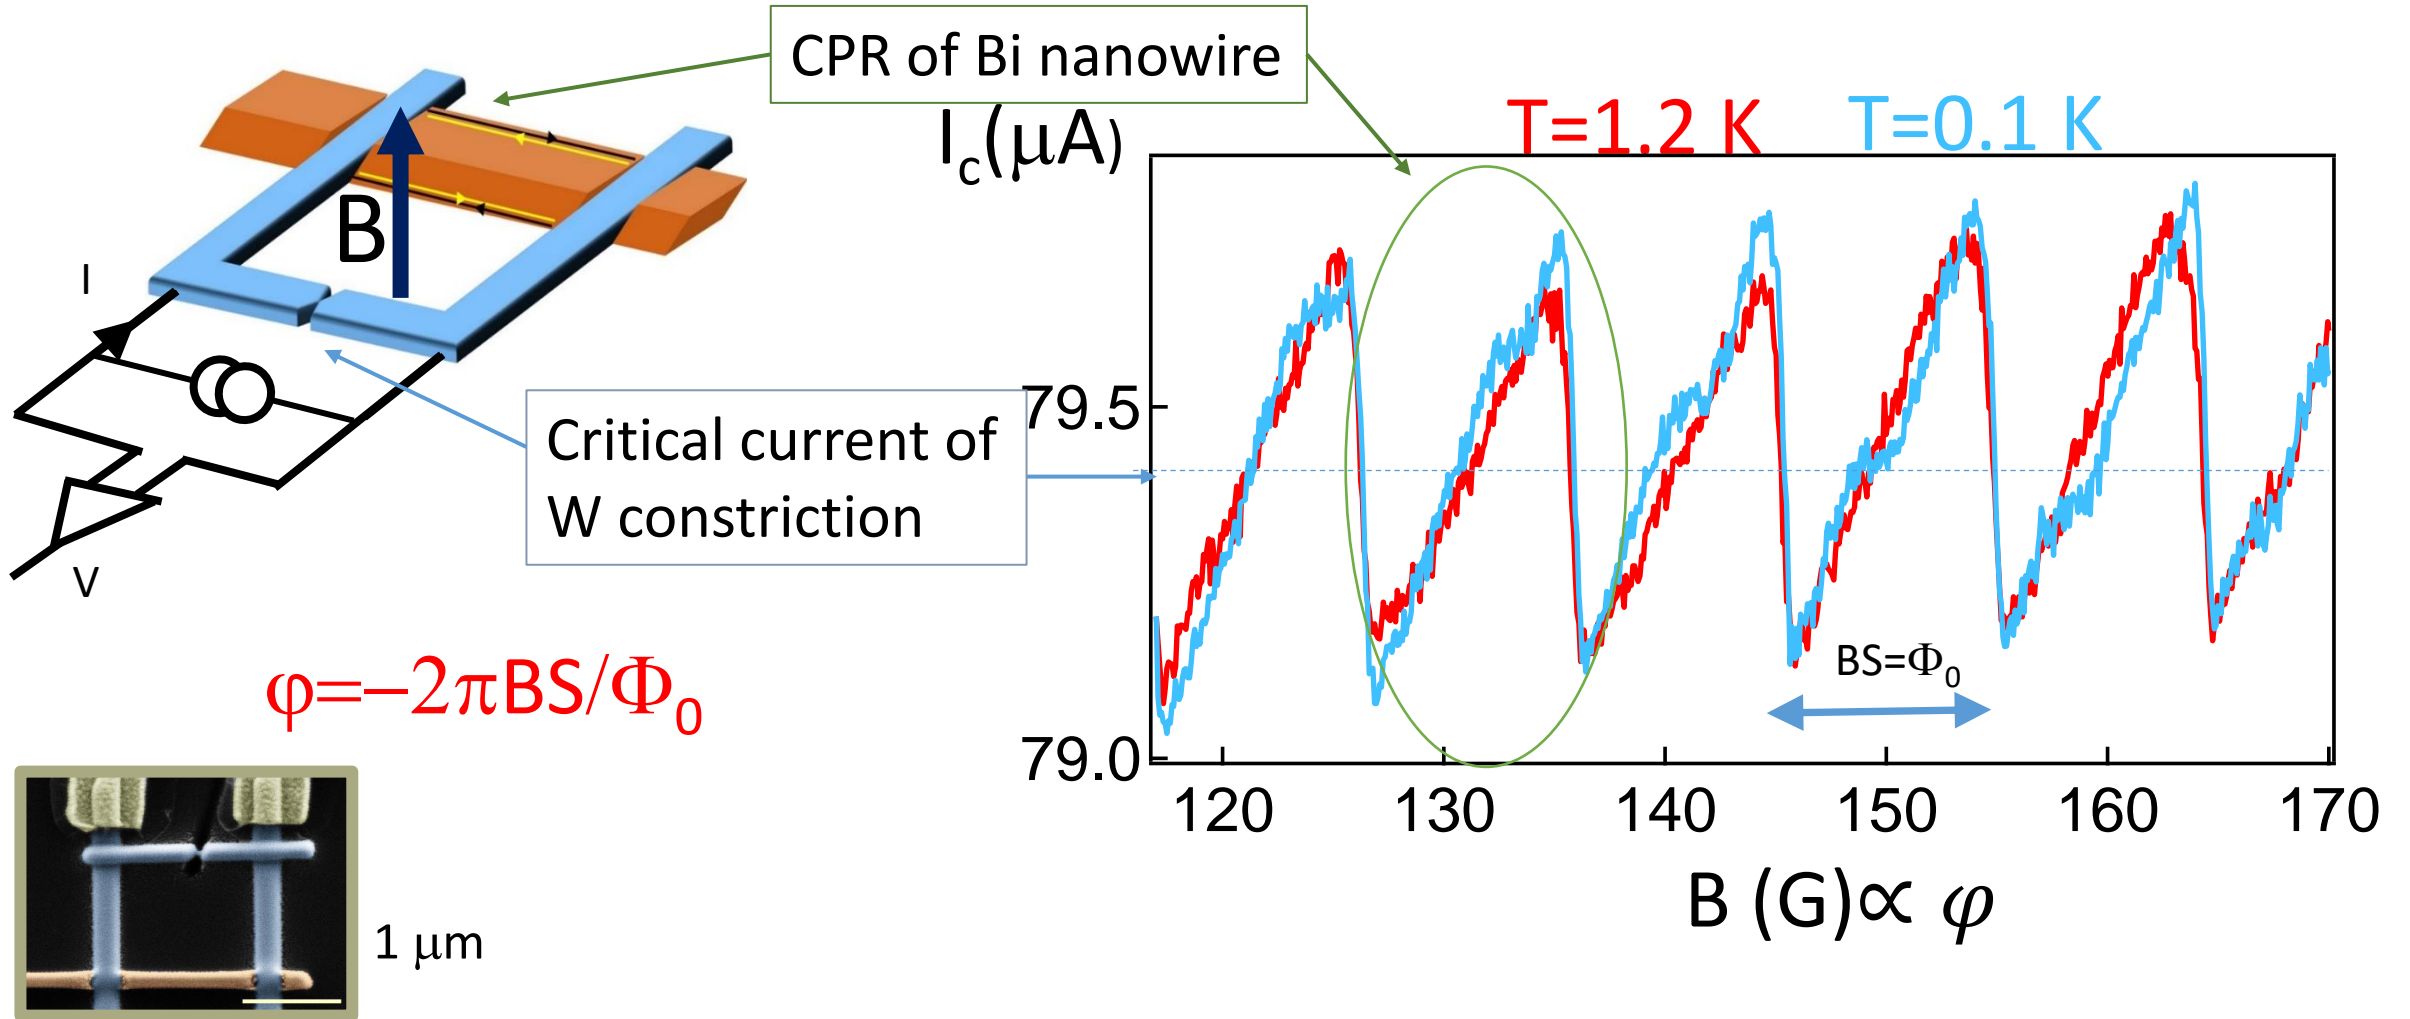 CPR of Bi nanowire
I
B
V
Critical current of
W constriction
φ=−2πBS/Φ₀
1 μm
I_c(μA)
T=1.2 K T=0.1 K
79.5
79.0
BS=Φ₀
120 130 140 150 160 170
B (G)∝ φ